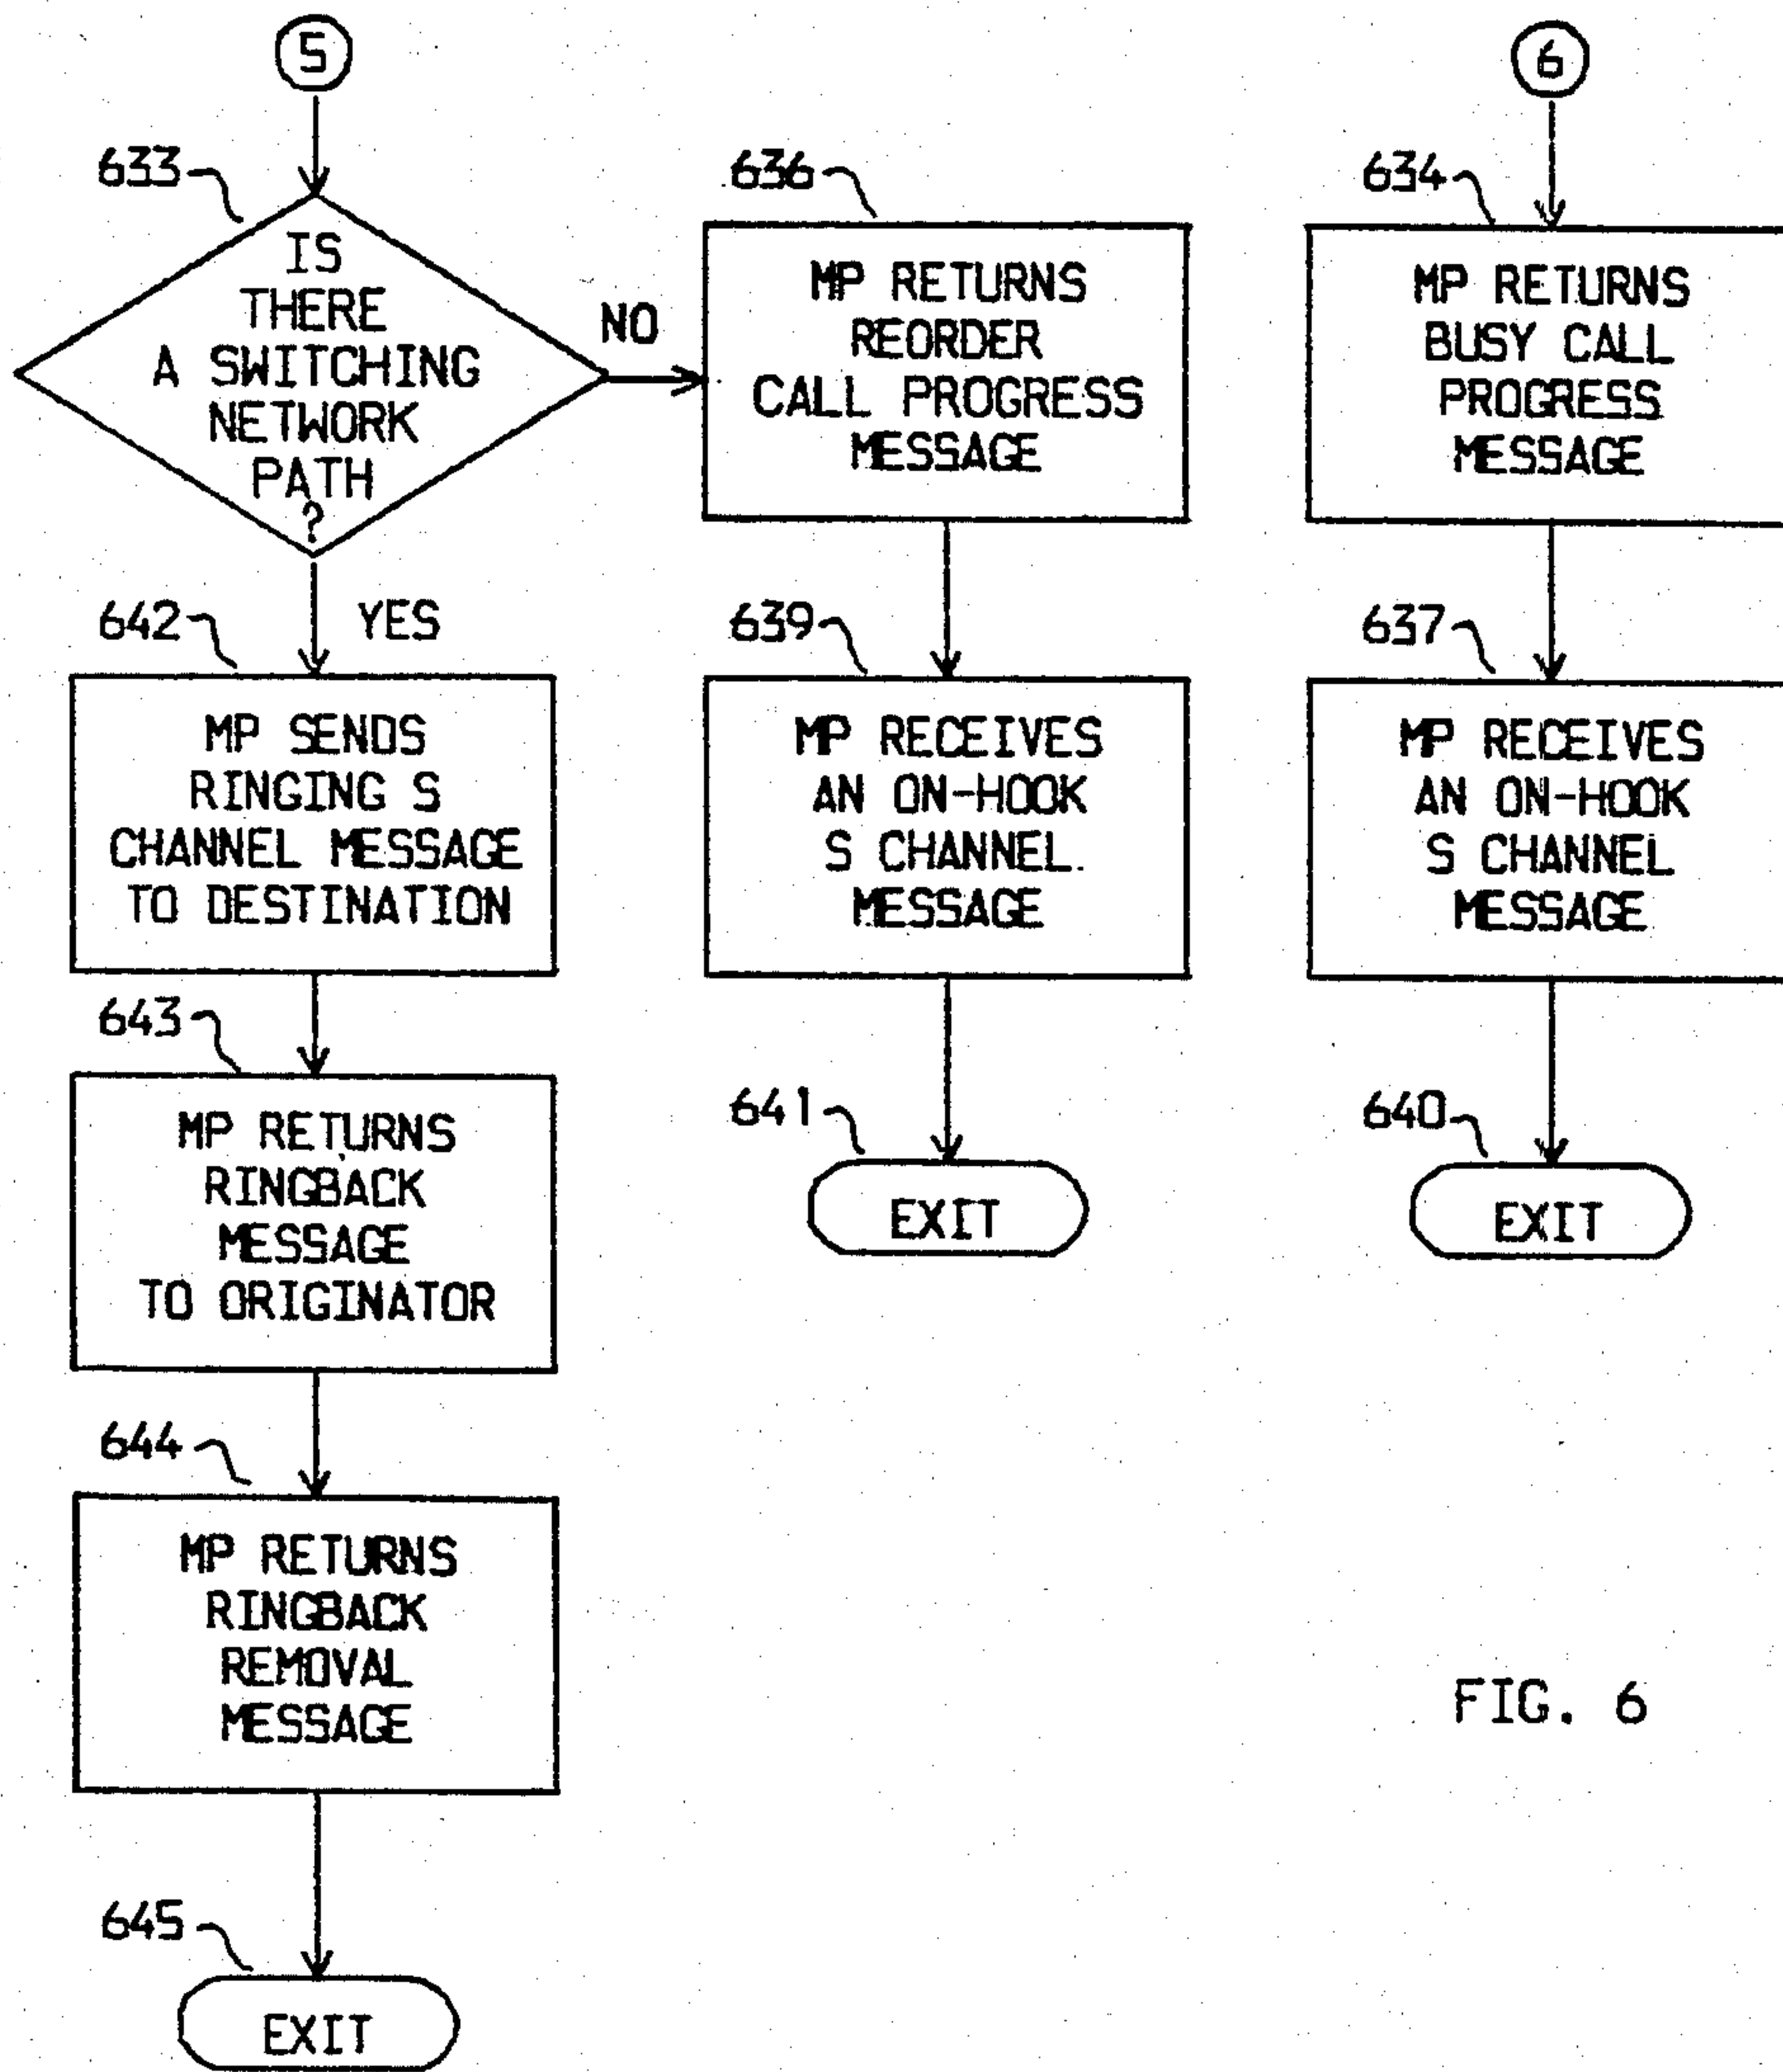 5
633
IS
THERE
A SWITCHING
NETWORK
PATH
?
NO
YES
642
MP SENDS
RINGING S
CHANNEL MESSAGE
TO DESTINATION
643
MP RETURNS
RINGBACK
MESSAGE
TO ORIGINATOR
644
MP RETURNS
RINGBACK
REMOVAL
MESSAGE
645
EXIT
636
MP RETURNS
REORDER
CALL PROGRESS
MESSAGE
639
MP RECEIVES
AN ON-HOOK
S CHANNEL
MESSAGE
641
EXIT
6
634
MP RETURNS
BUSY CALL
PROGRESS
MESSAGE
637
MP RECEIVES
AN ON-HOOK
S CHANNEL
MESSAGE
640
EXIT
FIG. 6